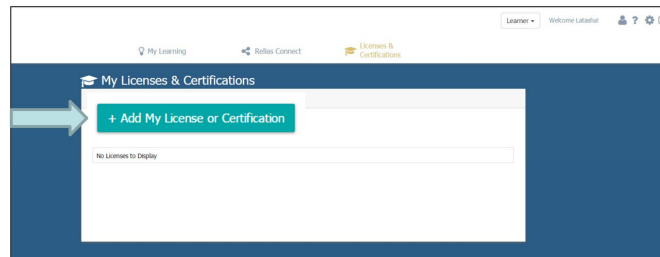 Learner
Welcome Latasha!
?
My Learning
Relias Connect
Licenses &
Certifications
My Licenses & Certifications
+ Add My License or Certification
No Licenses to Display